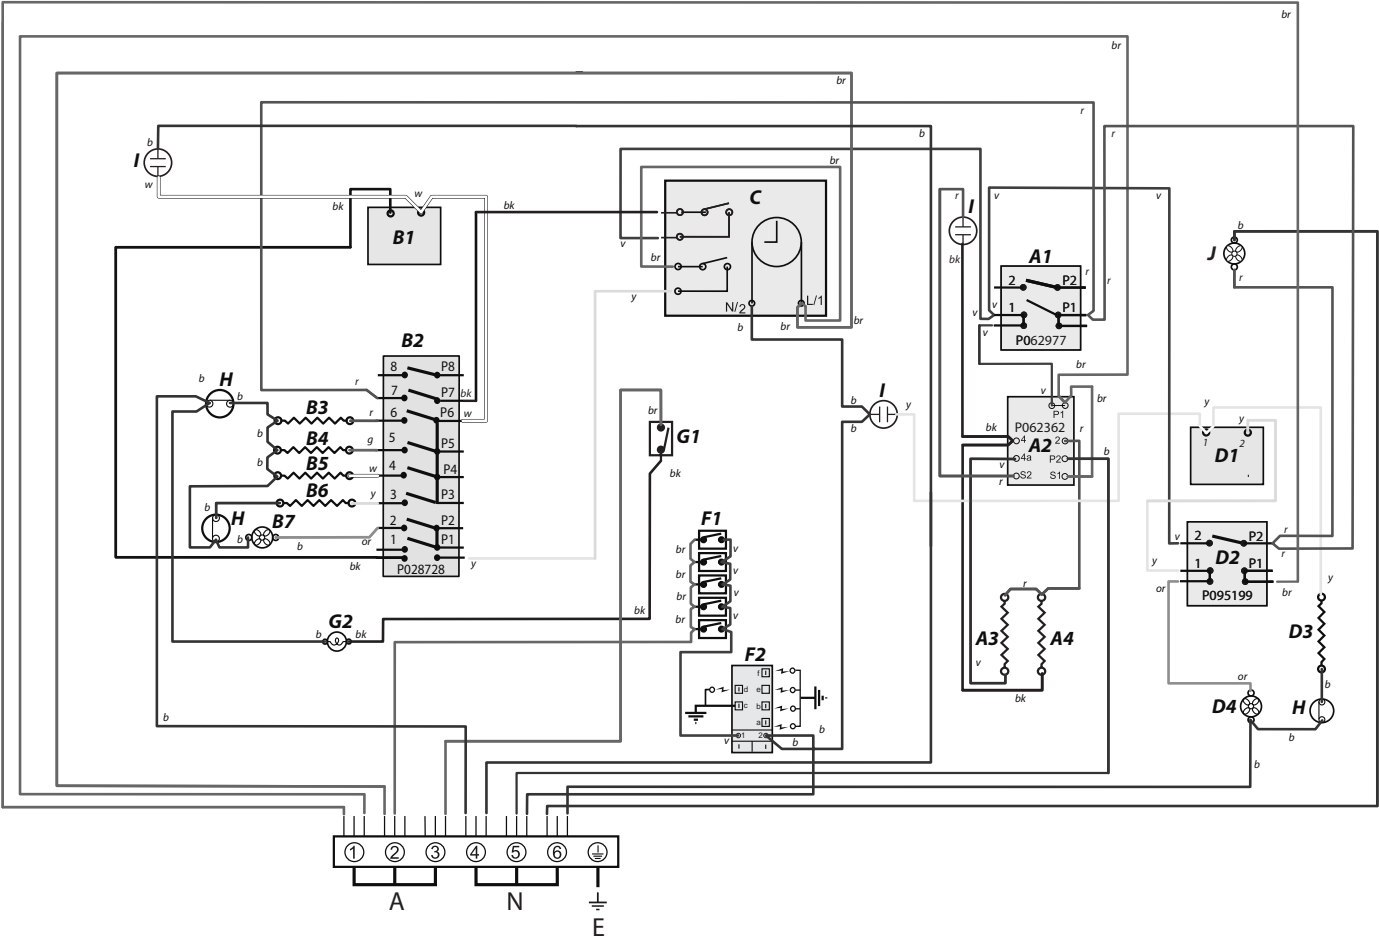 br
br
br
r
b
r
b
I
w
w
bk
B1
bk
v
br
br
y
C
N/2
L/1
b
br
br
r
I
bk
v
v
A1
2
P2
1
P1
P062977
r
r
v
v
v
b
J
r
B2
8
P8
7
P7
6
P6
5
P5
4
P4
3
P3
2
P2
1
P1
P028728
r
bk
w
b
H
b
B3
r
b
B4
g
b
B5
w
B6
y
b
H
b
B7
b
or
bk
y
br
G1
bk
b
I
b
y
br
v
br
P1
P062362
bk
4
A2
2
r
v
4a
P2
b
r
S2
S1
y
y
1
2
D1
v
2
P2
r
r
D2
y
1
P1
or
P095199
br
y
F1
br
v
br
v
br
v
br
v
G2
b
bk
bk
F2
f
d
e
c
b
a
v
1
2
b
b
r
A3
A4
v
bk
D3
or
b
D4
H
b
b
b
1
2
3
4
5
6
A
N
E